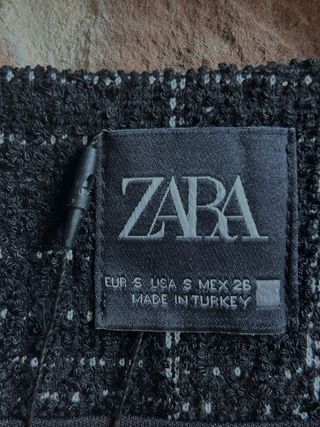 ZARA
EUR S USA S MEX 26
MADE IN TURKEY